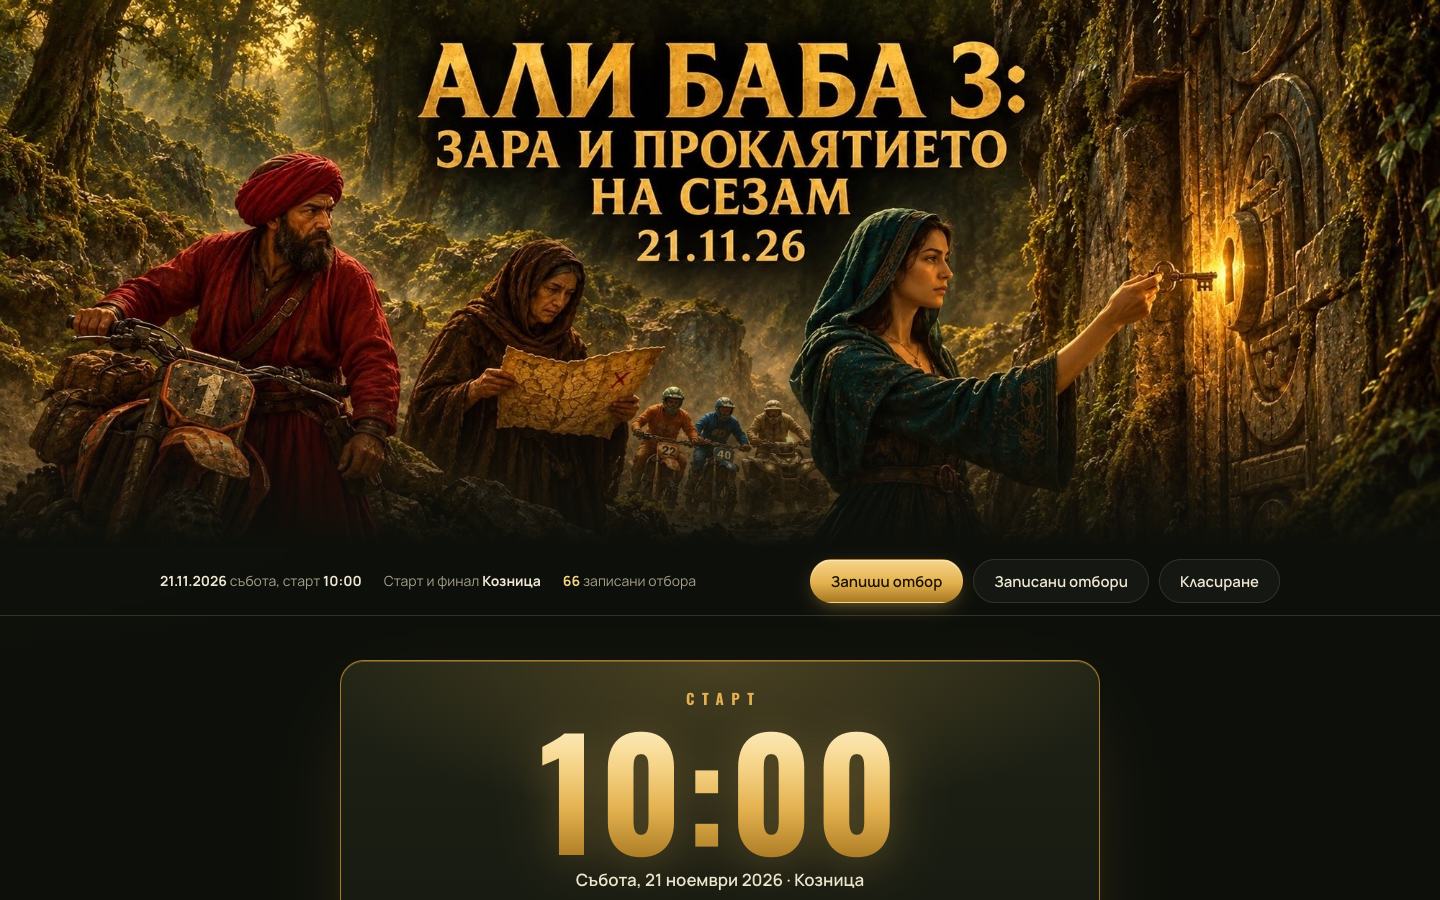 АЛИ БАБА 3:
ЗАРА И ПРОКЛЯТИЕТО
НА СЕЗАМ
21.11.26
1
22
40
21.11.2026 събота, старт 10:00
Старт и финал Козница
66 записани отбора
Запиши отбор
Записани отбори
Класиране
СТАРТ
10:00
Събота, 21 ноември 2026 · Козница